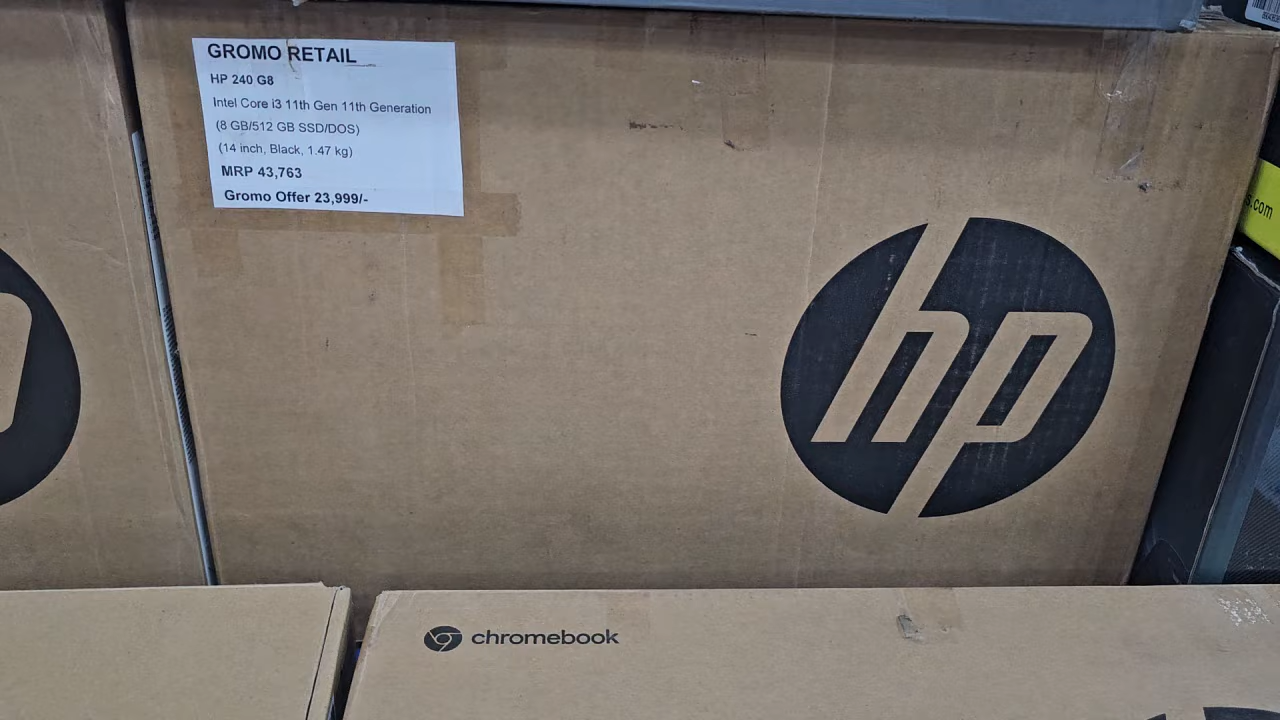 GROMO RETAIL
HP 240 G8
Intel Core i3 11th Gen 11th Generation
(8 GB/512 GB SSD/DOS)
(14 inch, Black, 1.47 kg)
MRP 43,763
Gromo Offer 23,999/-
s.com
hp
chromebook